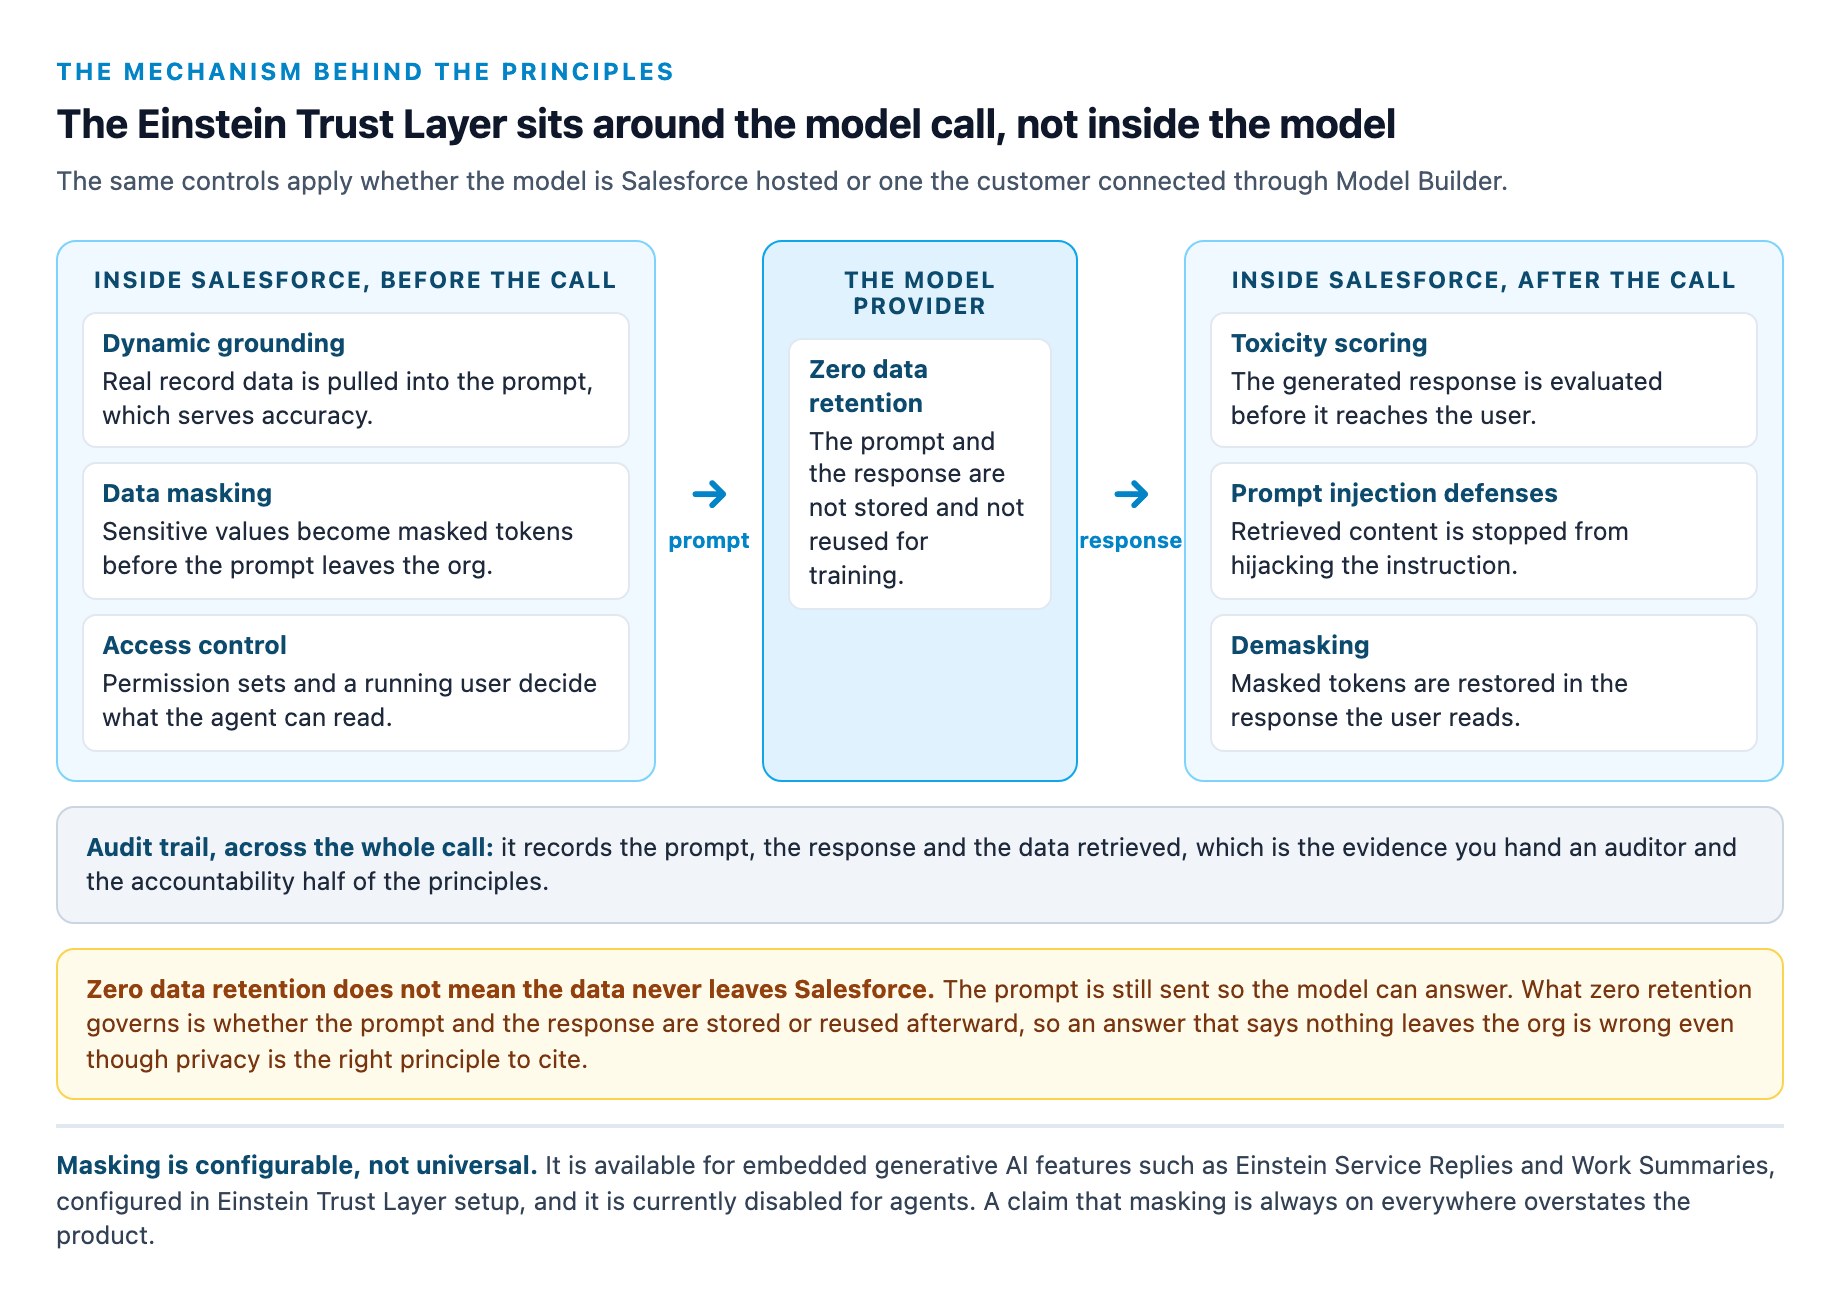 THE MECHANISM BEHIND THE PRINCIPLES
The Einstein Trust Layer sits around the model call, not inside the model
The same controls apply whether the model is Salesforce hosted or one the customer connected through Model Builder.
INSIDE SALESFORCE, BEFORE THE CALL
Dynamic grounding
Real record data is pulled into the prompt,
which serves accuracy.
Data masking
Sensitive values become masked tokens
before the prompt leaves the org.
Access control
Permission sets and a running user decide
what the agent can read.
→
prompt
THE MODEL
PROVIDER
Zero data
retention
The prompt and
the response are
not stored and not
reused for
training.
→
response
INSIDE SALESFORCE, AFTER THE CALL
Toxicity scoring
The generated response is evaluated
before it reaches the user.
Prompt injection defenses
Retrieved content is stopped from
hijacking the instruction.
Demasking
Masked tokens are restored in the
response the user reads.
Audit trail, across the whole call: it records the prompt, the response and the data retrieved, which is the evidence you hand an auditor and
the accountability half of the principles.
Zero data retention does not mean the data never leaves Salesforce. The prompt is still sent so the model can answer. What zero retention
governs is whether the prompt and the response are stored or reused afterward, so an answer that says nothing leaves the org is wrong even
though privacy is the right principle to cite.
Masking is configurable, not universal. It is available for embedded generative AI features such as Einstein Service Replies and Work Summaries,
configured in Einstein Trust Layer setup, and it is currently disabled for agents. A claim that masking is always on everywhere overstates the
product.